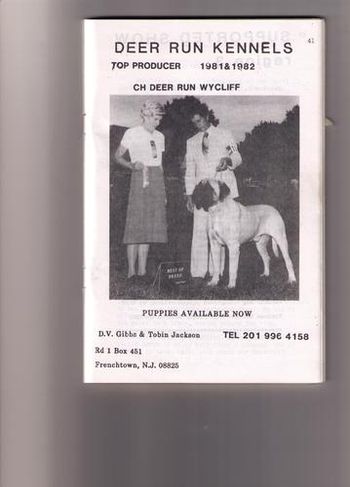 DEER RUN KENNELS
41
TOP PRODUCER 1981&1982
CH DEER RUN WYCLIFF
BEST OF
BREED
PUPPIES AVAILABLE NOW
D.V. Gibbs & Tobin Jackson TEL 201 996 4158
Rd 1 Box 451
Frenchtown, N.J. 08825